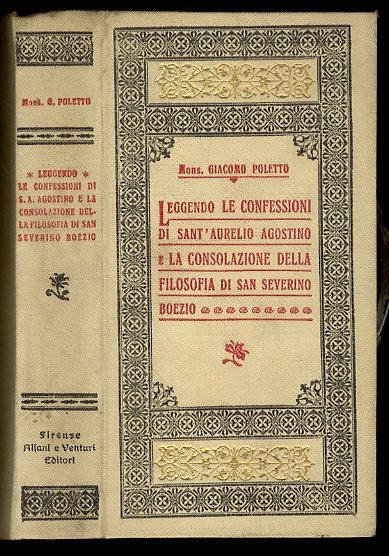 Mons. G. POLETTO
* LEGGENDO *
LE CONFESSIONI DI
S. A. AGOSTINO E LA
CONSOLAZIONE DEL-
LA FILOSOFIA DI SAN
SEVERINO BOEZIO
Firenze
Alfani e Venturi
Editori
Mons. GIACOMO POLETTO
LEGGENDO LE CONFESSIONI
DI SANT'AURELIO AGOSTINO
E LA CONSOLAZIONE DELLA
FILOSOFIA DI SAN SEVERINO
BOEZIO